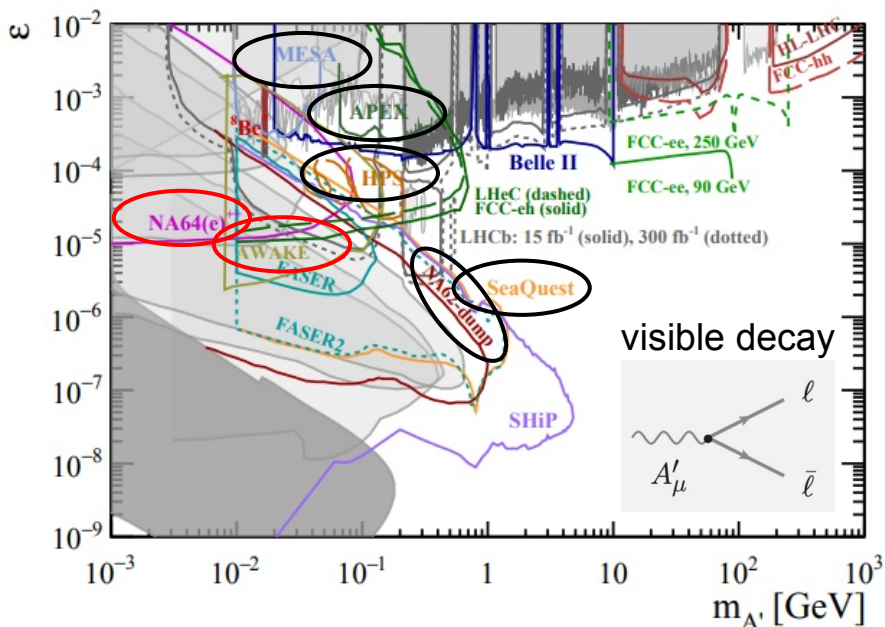 ε
10⁻²
10⁻³
10⁻⁴
10⁻⁵
10⁻⁶
10⁻⁷
10⁻⁸
10⁻⁹
MESA
APEX
⁸Be
HPS
NA64(e)⁺⁺
AWAKE
FASER
FASER2
NA62-dump
SeaQuest
SHiP
Belle II
LHeC (dashed)
FCC-eh (solid)
LHCb: 15 fb⁻¹ (solid), 300 fb⁻¹ (dotted)
HL-LHC
FCC-hh
FCC-ee, 250 GeV
FCC-ee, 90 GeV
visible decay
ℓ
A′μ
ℓ̄
10⁻³
10⁻²
10⁻¹
1
10
10²
10³
m_A' [GeV]